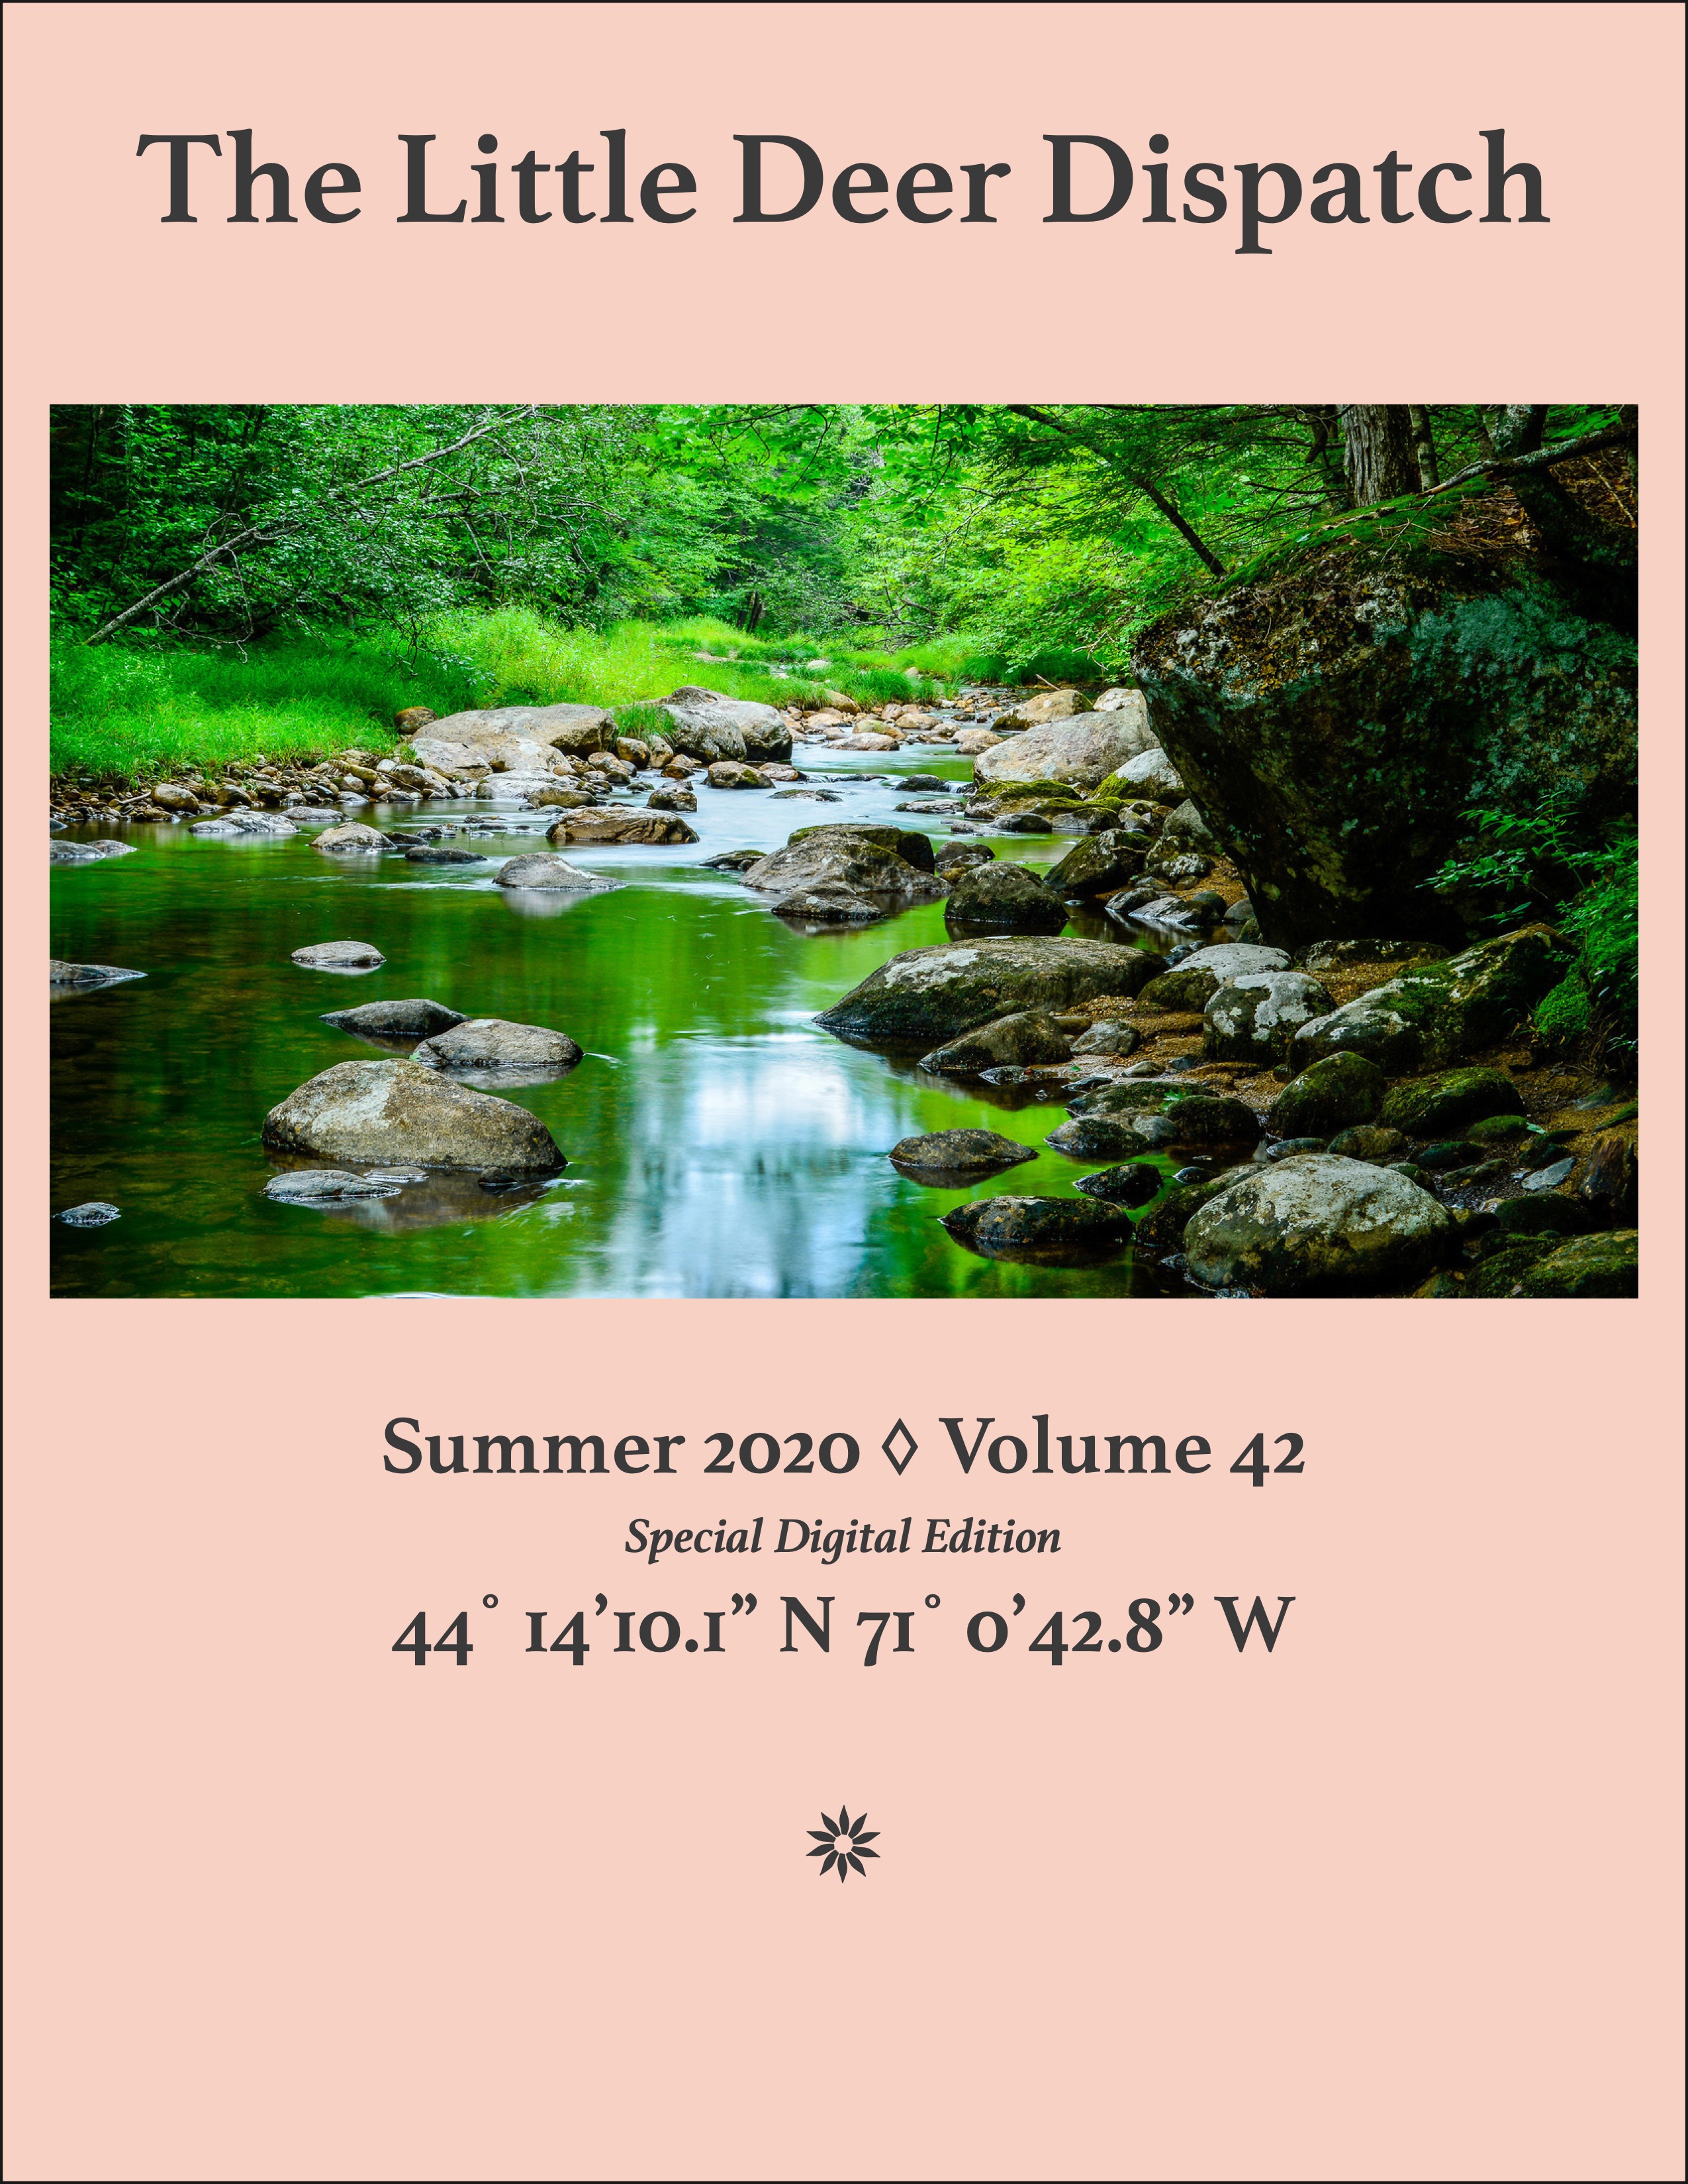 The Little Deer Dispatch
Summer 2020 ◊ Volume 42
Special Digital Edition
44° 14’10.1” N 71° 0’42.8” W